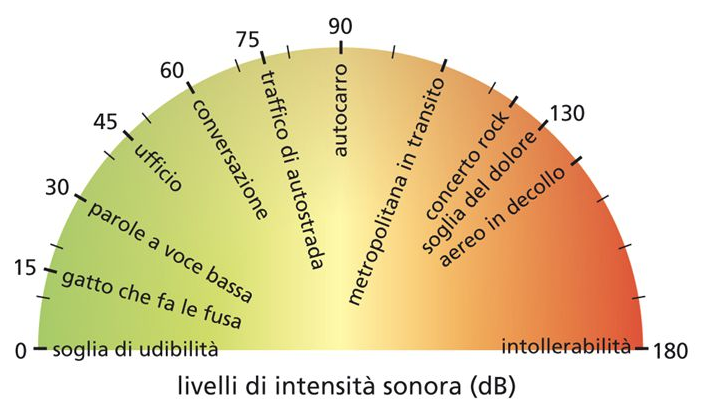 0
soglia di udibilità
15
gatto che fa le fusa
30
parole a voce bassa
45
ufficio
60
conversazione
75
traffico di autostrada
90
autocarro
metropolitana in transito
concerto rock
130
soglia del dolore
aereo in decollo
180
intollerabilità
livelli di intensità sonora (dB)